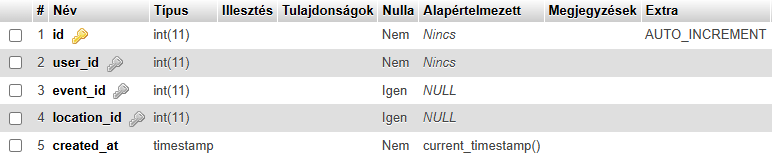 # Név Típus Illesztés Tulajdonságok Nulla Alapértelmezett Megjegyzések Extra
1 id int(11) Nem Nincs AUTO_INCREMENT
2 user_id int(11) Nem Nincs
3 event_id int(11) Igen NULL
4 location_id int(11) Igen NULL
5 created_at timestamp Nem current_timestamp()